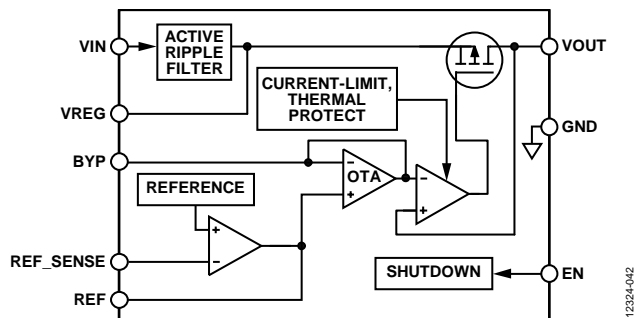 VIN
ACTIVE
RIPPLE
FILTER
VOUT
VREG
CURRENT-LIMIT,
THERMAL
PROTECT
GND
BYP
OTA
REFERENCE
REF_SENSE
REF
SHUTDOWN
EN
12324-042